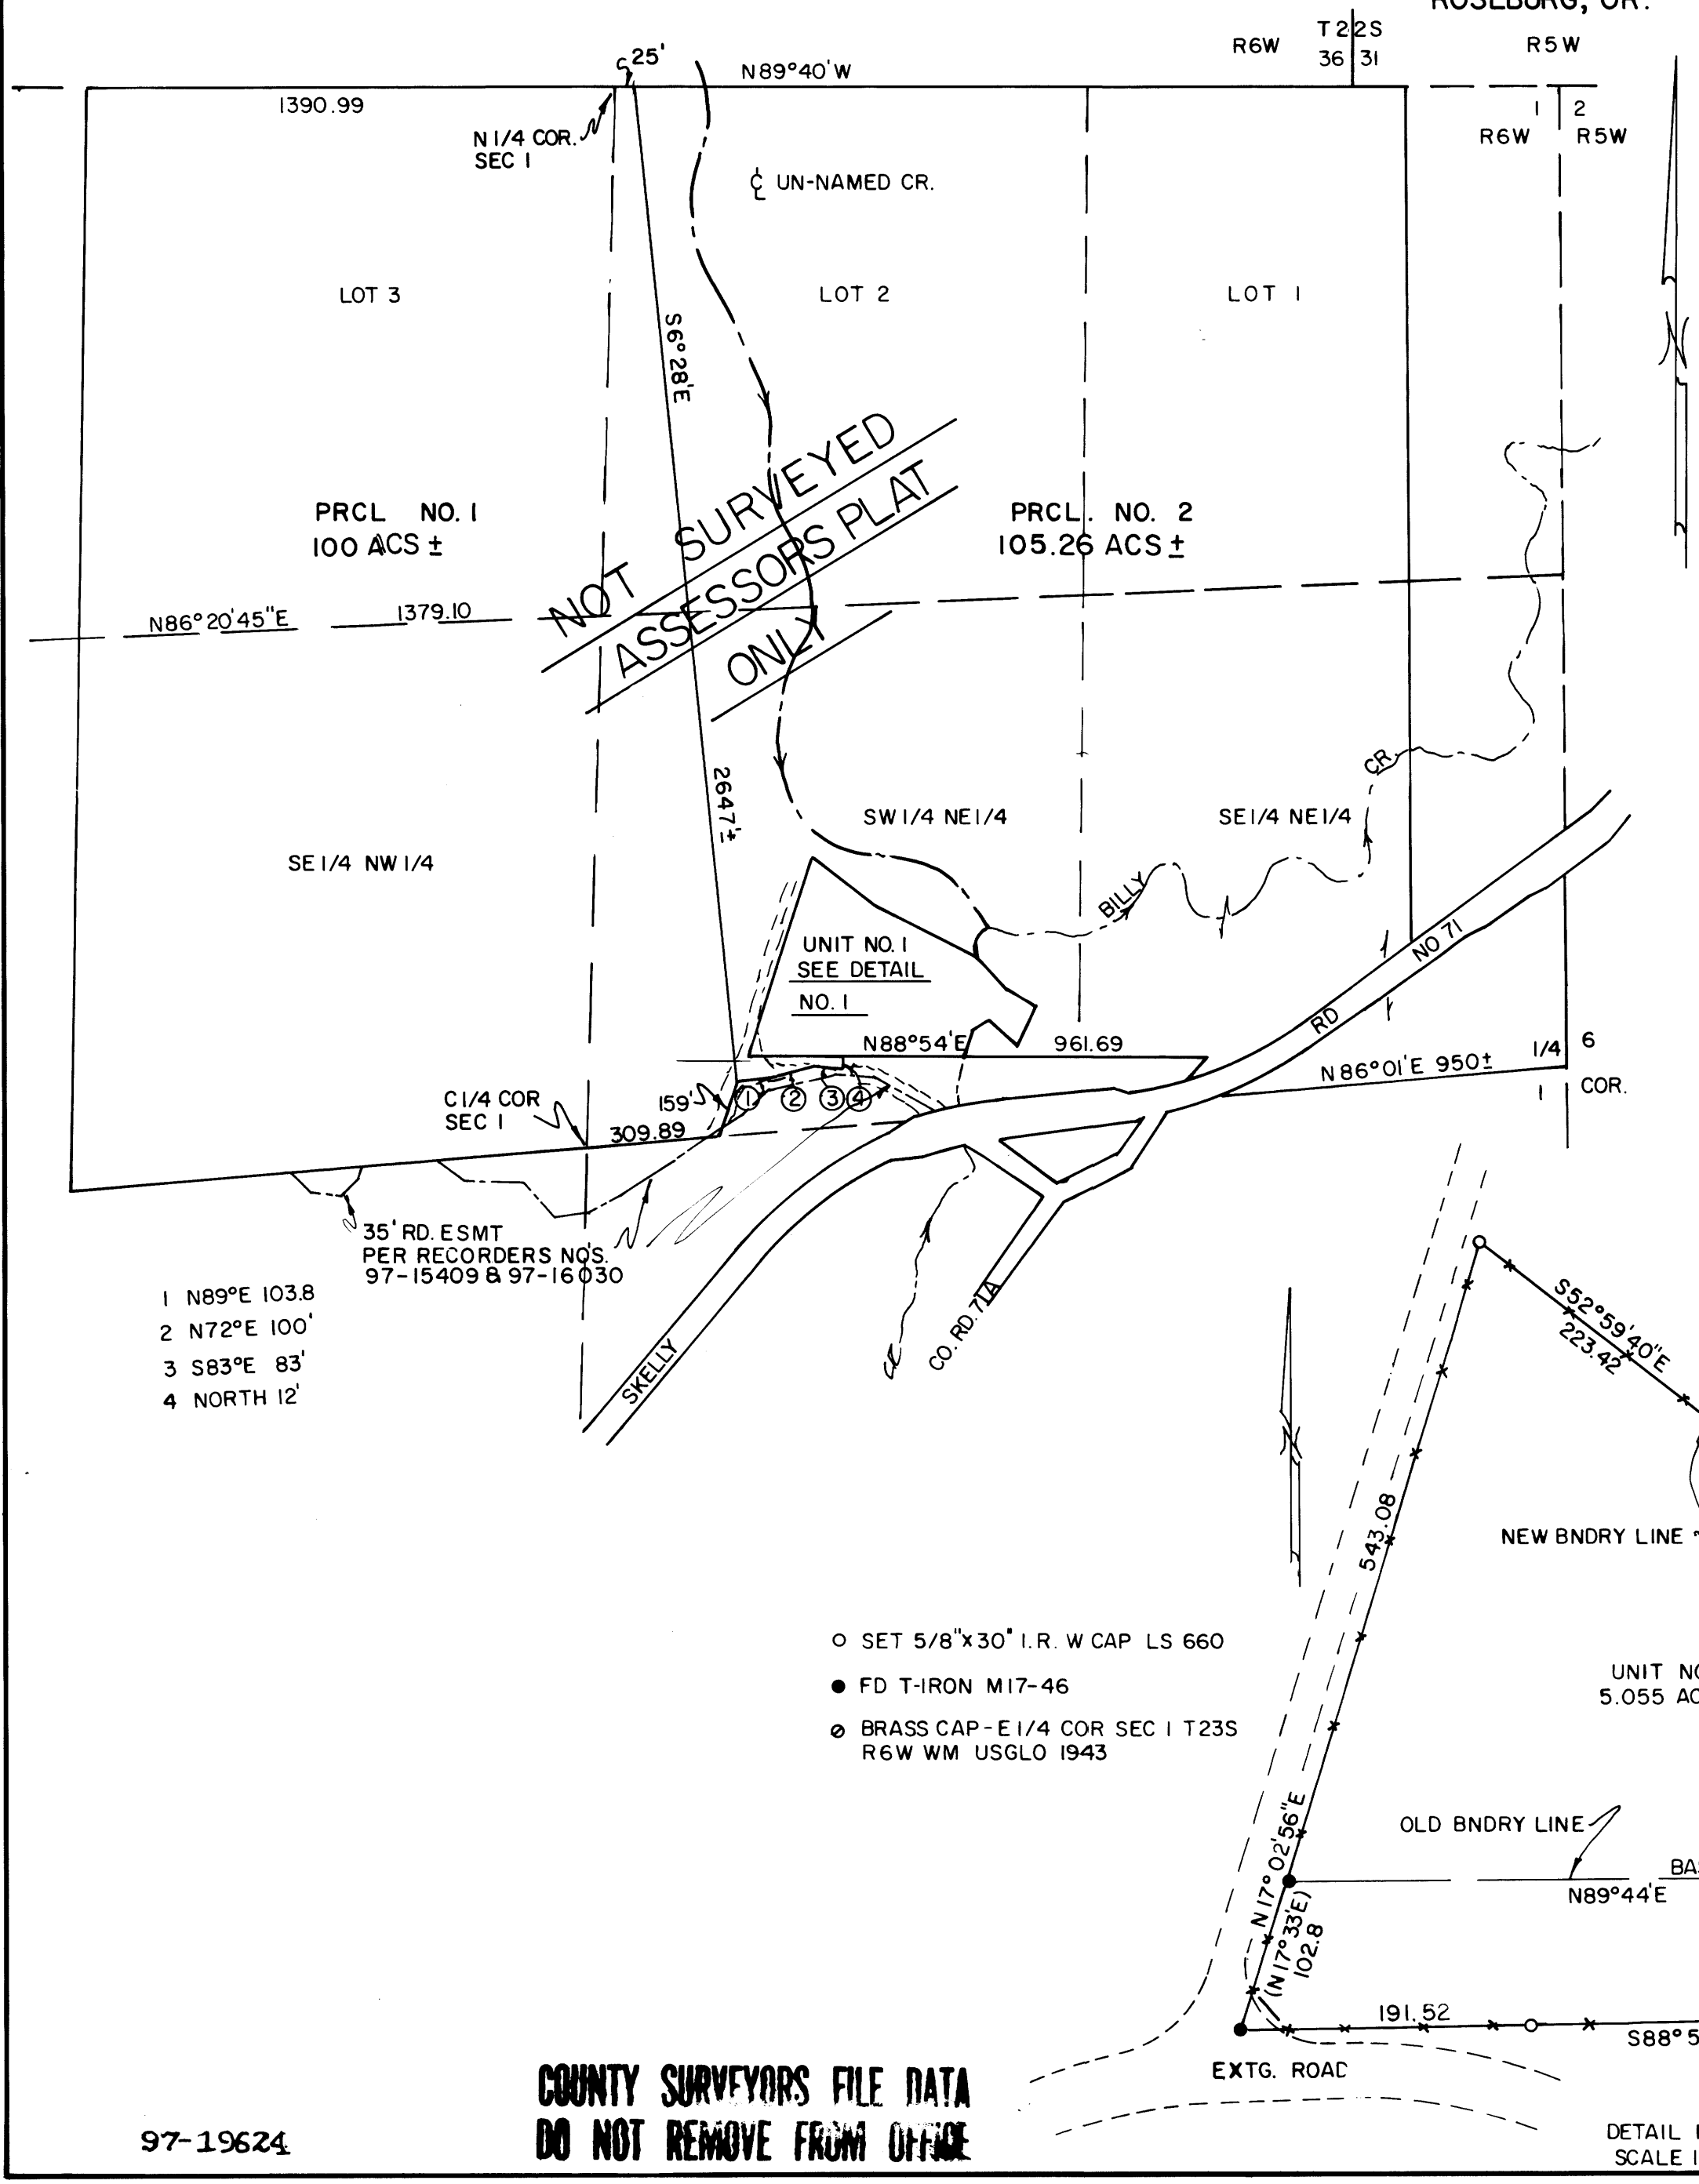 ROSEBURG, OR.
T22S
R6W
36 31
R5W
25'
N89°40'W
1390.99
1 2
R6W R5W
N 1/4 COR.
SEC 1
℄ UN-NAMED CR.
LOT 3
LOT 2
LOT 1
S6°28'E
NOT SURVEYED
ASSESSORS PLAT
ONLY
PRCL NO. 1
100 ACS ±
PRCL. NO. 2
105.26 ACS ±
N86°20'45"E
1379.10
2647'±
CR
SW 1/4 NE 1/4
SE 1/4 NE 1/4
SE 1/4 NW 1/4
BILLY
UNIT NO. 1
SEE DETAIL
NO. 1
NO 71
RD
N88°54'E
961.69
1/4
6
N86°01'E 950±
1
COR.
C 1/4 COR
SEC 1
159'
1 2 3 4
309.89
35' RD. ESMT
PER RECORDERS NO'S.
97-15409 & 97-16030
1 N89°E 103.8
2 N72°E 100'
3 S83°E 83'
4 NORTH 12'
CO. RD. 71A
SKELLY
CR
N
N
S52°59'40"E
223.42
543.08
NEW BNDRY LINE
○ SET 5/8"x30" I.R. W CAP LS 660
● FD T-IRON M17-46
⊘ BRASS CAP-E 1/4 COR SEC 1 T23S
R6W WM USGLO 1943
UNIT NO
5.055 AC
N17°02'56"E
(N17°33'E)
102.8
OLD BNDRY LINE
BAS
N89°44'E
191.52
S88°5
EXTG. ROAD
COUNTY SURVEYORS FILE DATA
DO NOT REMOVE FROM OFFICE
97-19624
DETAIL
SCALE 1